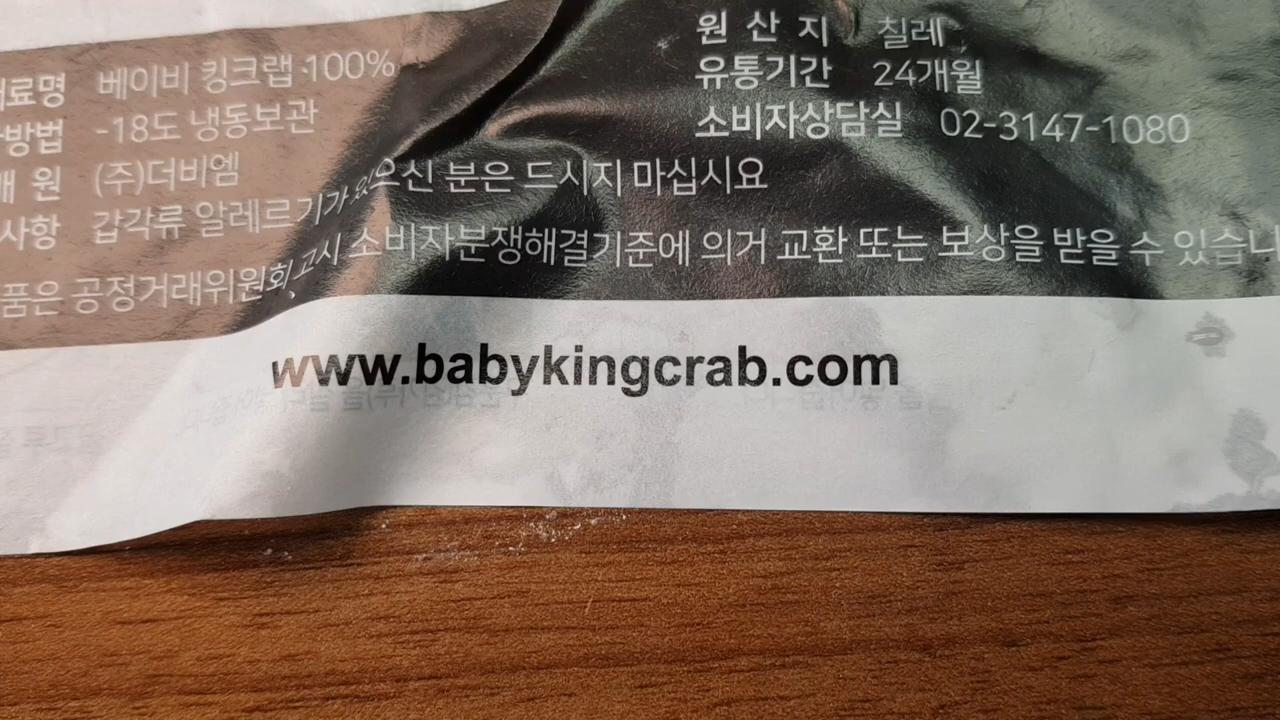 원 산 지 칠레
료명 베이비 킹크랩 100% 유통기간 24개월
방법 -18도 냉동보관 소비자상담실 02-3147-1080
원 (주)더비엠
사항 갑각류 알레르기가 있으신 분은 드시지 마십시요
품은 공정거래위원회 고시 소비자분쟁해결기준에 의거 교환 또는 보상을 받을 수 있습니
www.babykingcrab.com